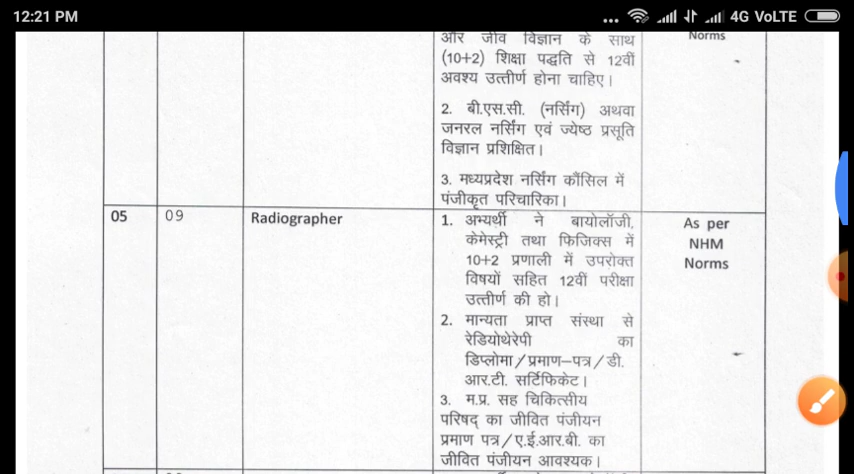 12:21 PM
4G VoLTE
और जीव विज्ञान के साथ
(10+2) शिक्षा पद्धति से 12वीं
अवश्य उत्तीर्ण होना चाहिए।
Norms
2. बी.एस.सी. (नर्सिंग) अथवा
जनरल नर्सिंग एवं ज्येष्ठ प्रसूति
विज्ञान प्रशिक्षित।
3. मध्यप्रदेश नर्सिंग कौंसिल में
पंजीकृत परिचारिका।
05
09
Radiographer
1. अभ्यर्थी ने बायोलॉजी,
केमेस्ट्री तथा फिजिक्स में
10+2 प्रणाली में उपरोक्त
विषयों सहित 12वीं परीक्षा
उत्तीर्ण की हो।
2. मान्यता प्राप्त संस्था से
रेडियोथेरेपी का
डिप्लोमा/प्रमाण–पत्र/डी.
आर.टी. सर्टिफिकेट।
3. म.प्र. सह चिकित्सीय
परिषद् का जीवित पंजीयन
प्रमाण पत्र/ए.ई.आर.बी. का
जीवित पंजीयन आवश्यक।
As per
NHM
Norms